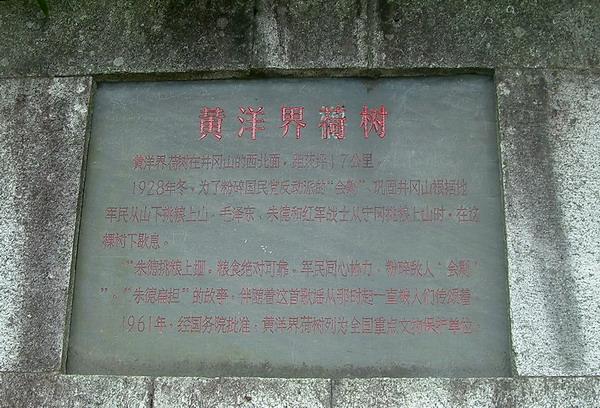 黄洋界荷树
黄洋界荷树在井冈山的西北面，距茨坪17公里。
1928年冬，为了粉碎国民党反动派的“会剿”、巩固井冈山根据地
军民从山下挑粮上山。毛泽东、朱德和红军战士从宁冈挑粮上山时，在这
棵树下歇息。
“朱德挑粮上坳，粮食绝对可靠，军民同心协力，粉碎敌人“会剿
”。“朱德扁担”的故事，伴随着这首歌谣从那时起一直被人们传颂着
1961年，经国务院批准，黄洋界荷树列为全国重点文物保护单位。